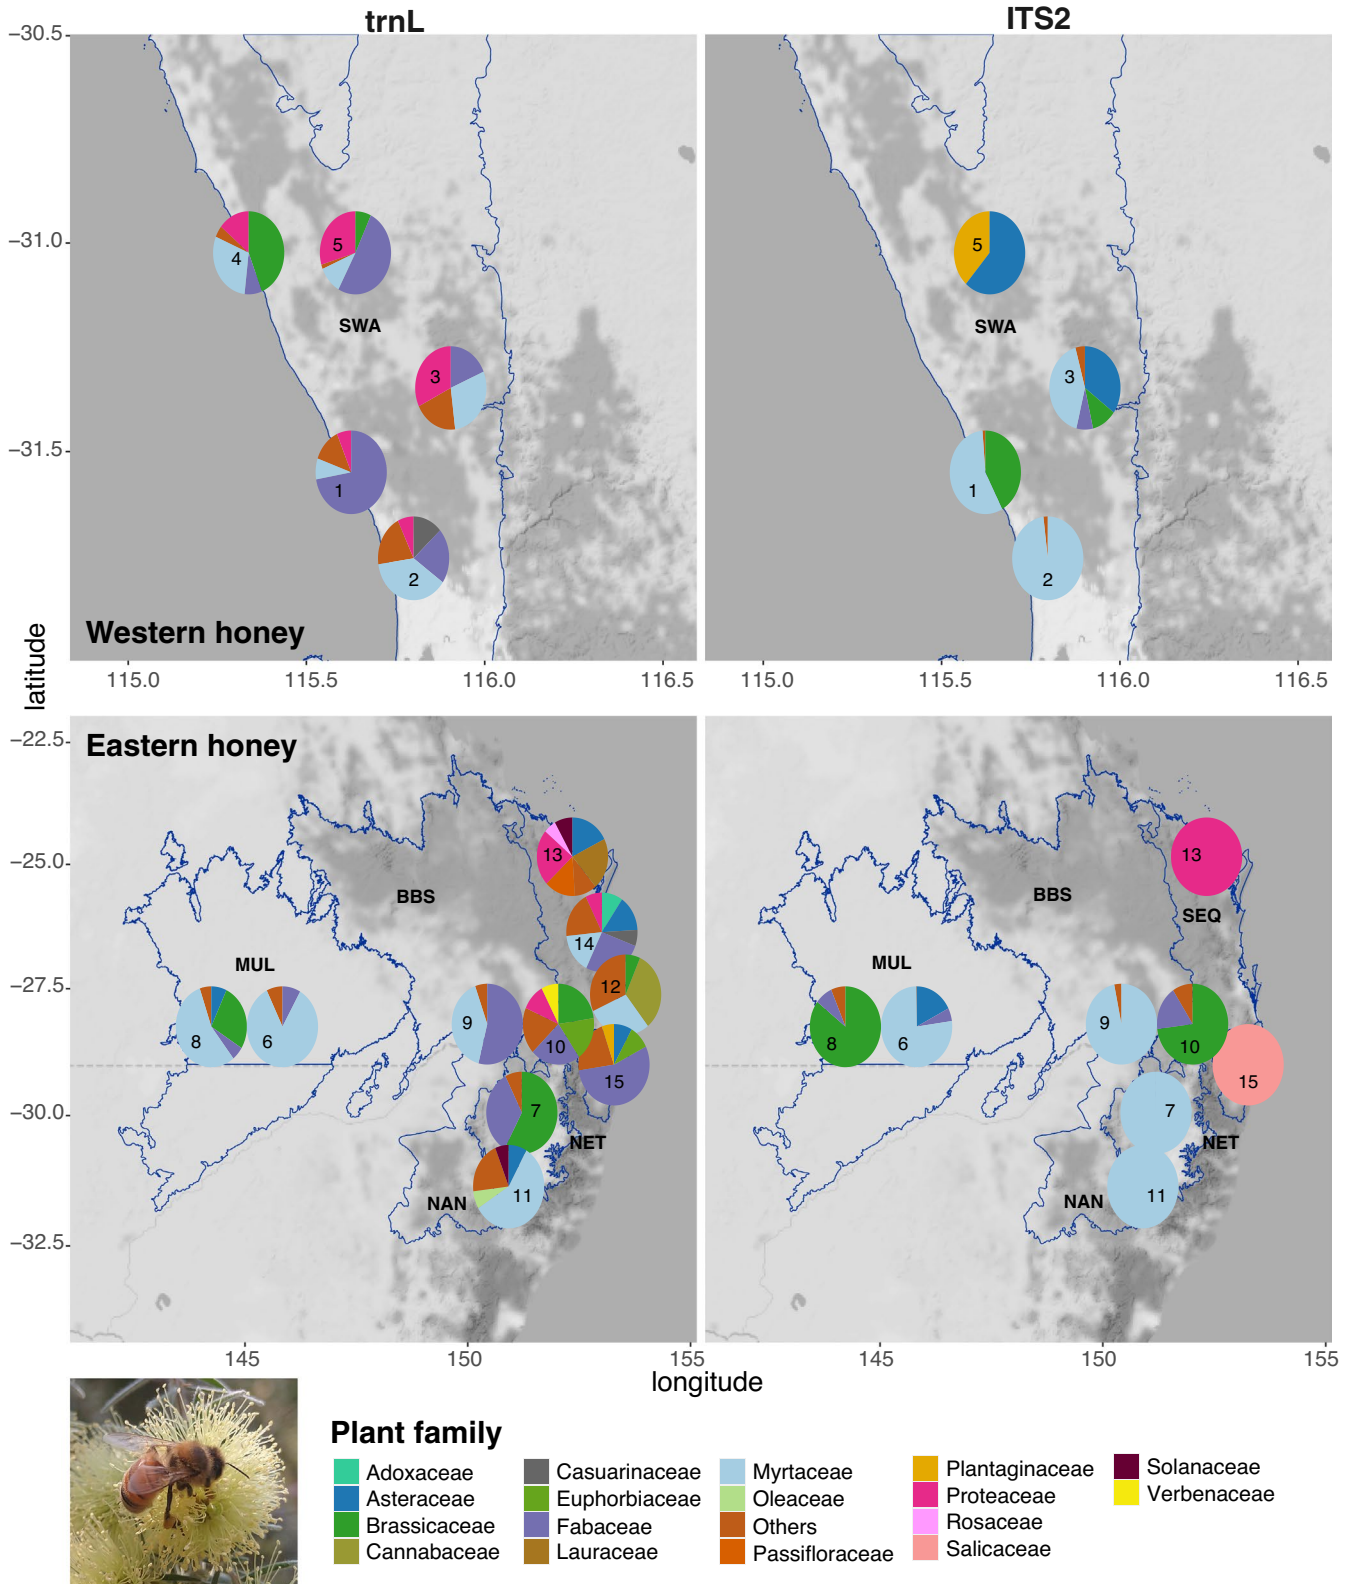 trnL
ITS2
−30.5
−31.0
−31.5
4
5
SWA
3
1
2
Western honey
5
SWA
3
1
2
latitude
115.0 115.5 116.0 116.5
115.0 115.5 116.0 116.5
Eastern honey
−22.5
−25.0
−27.5
−30.0
−32.5
13
BBS
14
MUL
12
9
8
6
10
15
7
NET
11
NAN
13
BBS
SEQ
MUL
9
8
6
10
15
7
NET
NAN
11
145 150 155
145 150 155
longitude
Plant family
Adoxaceae
Asteraceae
Brassicaceae
Cannabaceae
Casuarinaceae
Euphorbiaceae
Fabaceae
Lauraceae
Myrtaceae
Oleaceae
Others
Passifloraceae
Plantaginaceae
Proteaceae
Rosaceae
Salicaceae
Solanaceae
Verbenaceae